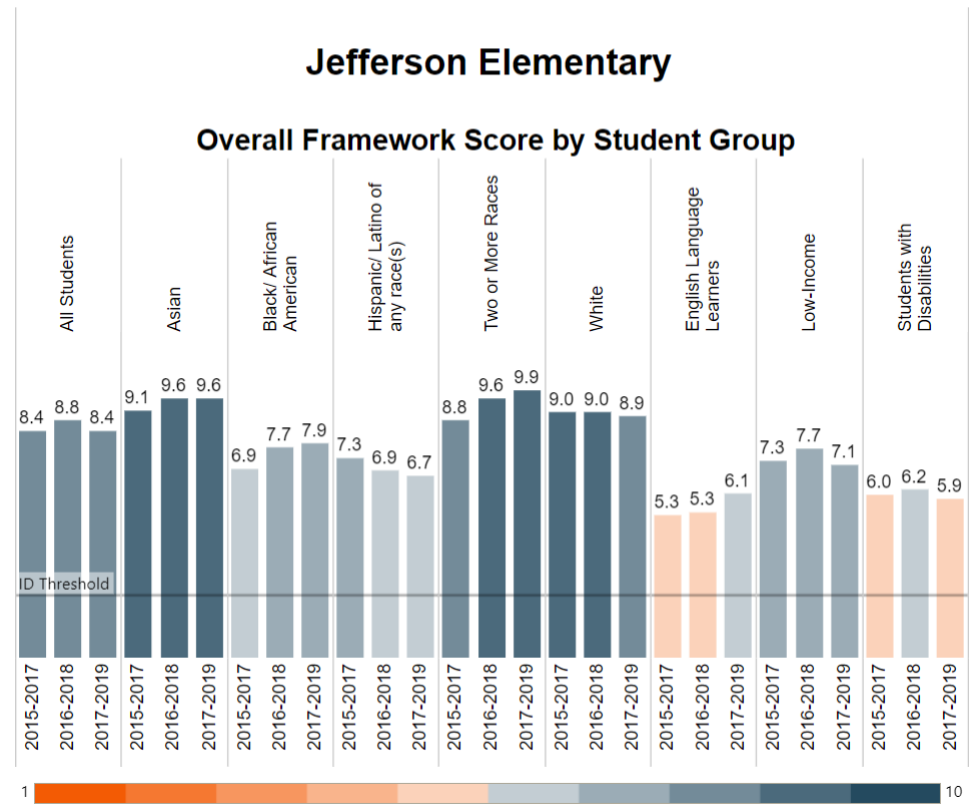 Jefferson Elementary
Overall Framework Score by Student Group
All Students
Asian
Black/ African
American
Hispanic/ Latino of
any race(s)
Two or More Races
White
English Language
Learners
Low-Income
Students with
Disabilities
8.4 8.8 8.4
9.1 9.6 9.6
6.9 7.7 7.9
7.3 6.9 6.7
8.8 9.6 9.9
9.0 9.0 8.9
5.3 5.3 6.1
7.3 7.7 7.1
6.0 6.2 5.9
ID Threshold
2015-2017
2016-2018
2017-2019
2015-2017
2016-2018
2017-2019
2015-2017
2016-2018
2017-2019
2015-2017
2016-2018
2017-2019
2015-2017
2016-2018
2017-2019
2015-2017
2016-2018
2017-2019
2015-2017
2016-2018
2017-2019
2015-2017
2016-2018
2017-2019
2015-2017
2016-2018
2017-2019
1 10